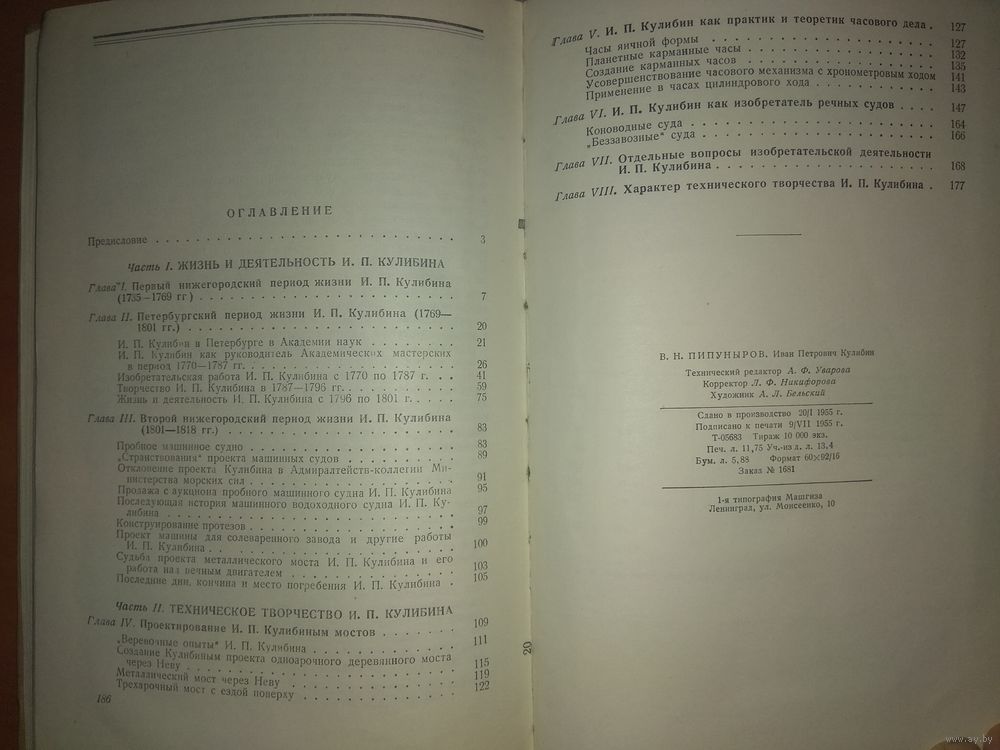 ОГЛАВЛЕНИЕ
Предисловие . . . 3
Часть I. ЖИЗНЬ И ДЕЯТЕЛЬНОСТЬ И. П. КУЛИБИНА
Глава I. Первый нижегородский период жизни И. П. Кулибина
(1735—1769 гг) . . . 7
Глава II. Петербургский период жизни И. П. Кулибина (1769—
1801 гг.) . . . 20
И. П. Кулибин в Петербурге в Академии наук . . . 21
И. П. Кулибин как руководитель Академических мастерских
в период 1770—1787 гг. . . . 26
Изобретательская работа И. П. Кулибина с 1770 по 1787 г. . . 41
Творчество И. П. Кулибина в 1787—1796 гг. . . . 59
Жизнь и деятельность И. П. Кулибина с 1796 по 1801 г. . . . 75
Глава III. Второй нижегородский период жизни И. П. Кулибина
(1801—1818 гг.) . . . 83
Пробное машинное судно . . . 83
„Странствования“ проекта машинных судов . . . 89
Отклонение проекта Кулибина в Адмиралтейств-коллегии Ми-
нистерства морских сил . . . 91
Продажа с аукциона пробного машинного судна И. П. Кулибина 95
Последующая история машинного водоходного судна И. П. Ку-
либина . . . 97
Конструирование протезов . . . 99
Проект машины для солеваренного завода и другие работы
И. П. Кулибина . . . 100
Судьба проекта металлического моста И. П. Кулибина и его
работа над вечным двигателем . . . 103
Последние дни, кончина и место погребения И. П. Кулибина . 105
Часть II. ТЕХНИЧЕСКОЕ ТВОРЧЕСТВО И. П. КУЛИБИНА
Глава IV. Проектирование И. П. Кулибиным мостов . . . 109
„Веревочные опыты“ И. П. Кулибина . . . 111
Создание Кулибиным проекта одноарочного деревянного моста
через Неву . . . 115
Металлический мост через Неву . . . 119
Трехарочный мост с ездой поверху . . . 122
186
Глава V. И. П. Кулибин как практик и теоретик часового дела . 127
Часы яичной формы . . . 127
Планетные карманные часы . . . 132
Создание карманных часов . . . 135
Усовершенствование часового механизма с хронометровым ходом 141
Применение в часах цилиндрового хода . . . 143
Глава VI. И. П. Кулибин как изобретатель речных судов . . . . 147
Коноводные суда . . . 164
„Беззавозные“ суда . . . 166
Глава VII. Отдельные вопросы изобретательской деятельности
И. П. Кулибина . . . 168
Глава VIII. Характер технического творчества И. П. Кулибина . 177
В. Н. ПИПУНЫРОВ, Иван Петрович Кулибин
Технический редактор А. Ф. Уварова
Корректор Л. Ф. Никифорова
Художник А. Л. Бельский
Сдано в производство 20/I 1955 г.
Подписано к печати 9/VII 1955 г.
Т-05683 Тираж 10 000 экз.
Печ. л. 11,75 Уч.-изд. л. 13,4
Бум. л. 5,88 Формат 60×92/16
Заказ № 1681
1-я типография Машгиза
Ленинград, ул. Моисеенко, 10
20
www.ay.by